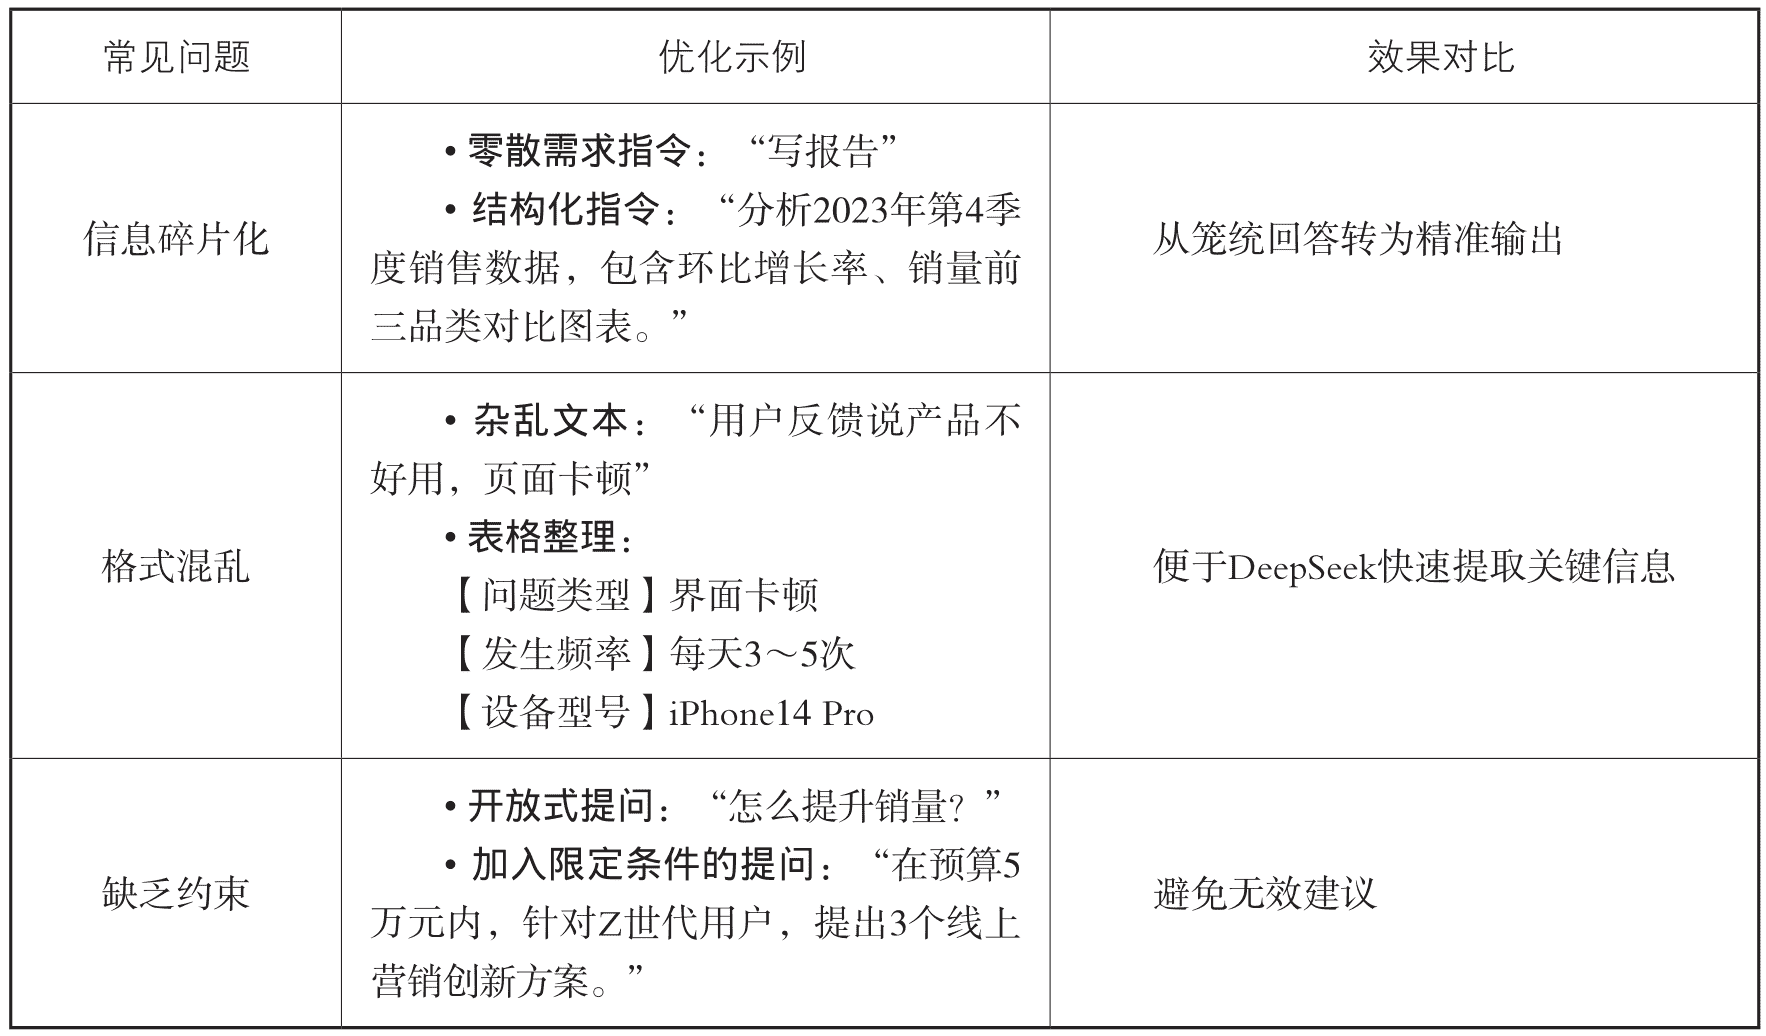 常见问题
优化示例
效果对比
信息碎片化
• 零散需求指令：“写报告”
• 结构化指令：“分析2023年第4季
度销售数据，包含环比增长率、销量前
三品类对比图表。”
从笼统回答转为精准输出
格式混乱
• 杂乱文本：“用户反馈说产品不
好用，页面卡顿”
• 表格整理：
【问题类型】界面卡顿
【发生频率】每天3～5次
【设备型号】iPhone14 Pro
便于DeepSeek快速提取关键信息
缺乏约束
• 开放式提问：“怎么提升销量？”
• 加入限定条件的提问：“在预算5
万元内，针对Z世代用户，提出3个线上
营销创新方案。”
避免无效建议